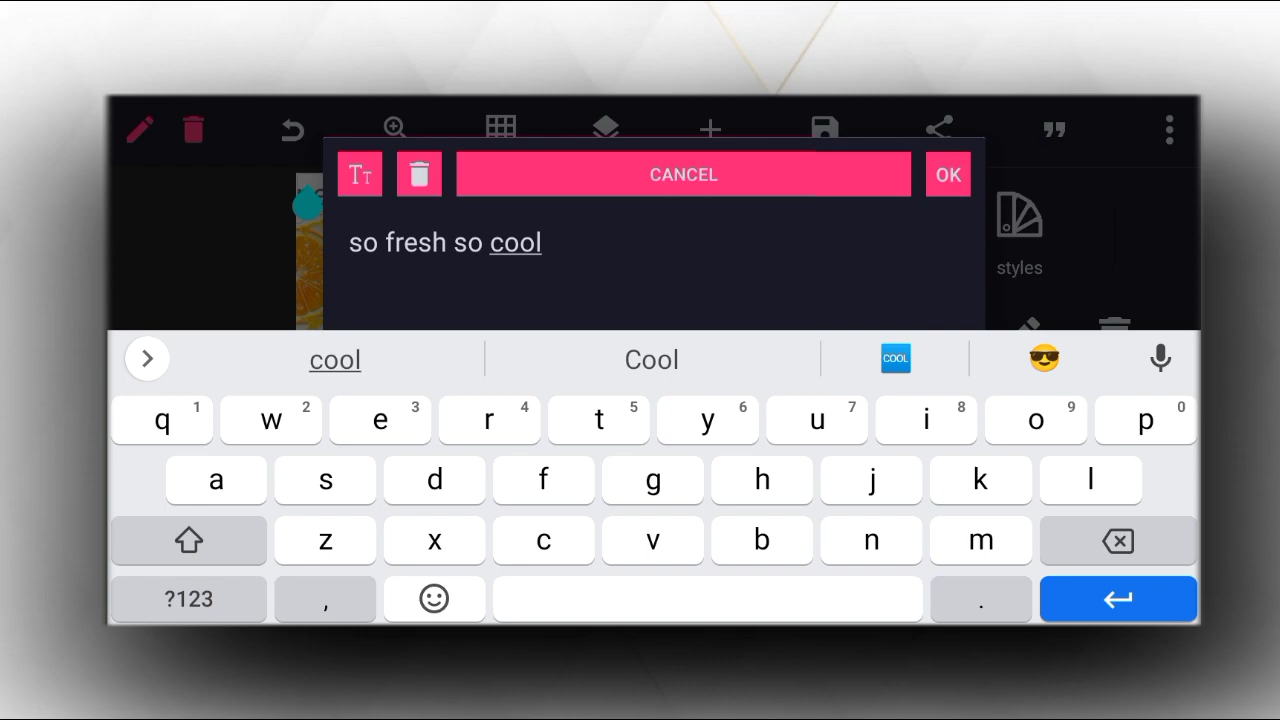 Tт CANCEL OK
so fresh so cool
styles
cool Cool COOL
q 1 w 2 e 3 r 4 t 5 y 6 u 7 i 8 o 9 p 0
a s d f g h j k l
z x c v b n m
?123 , .